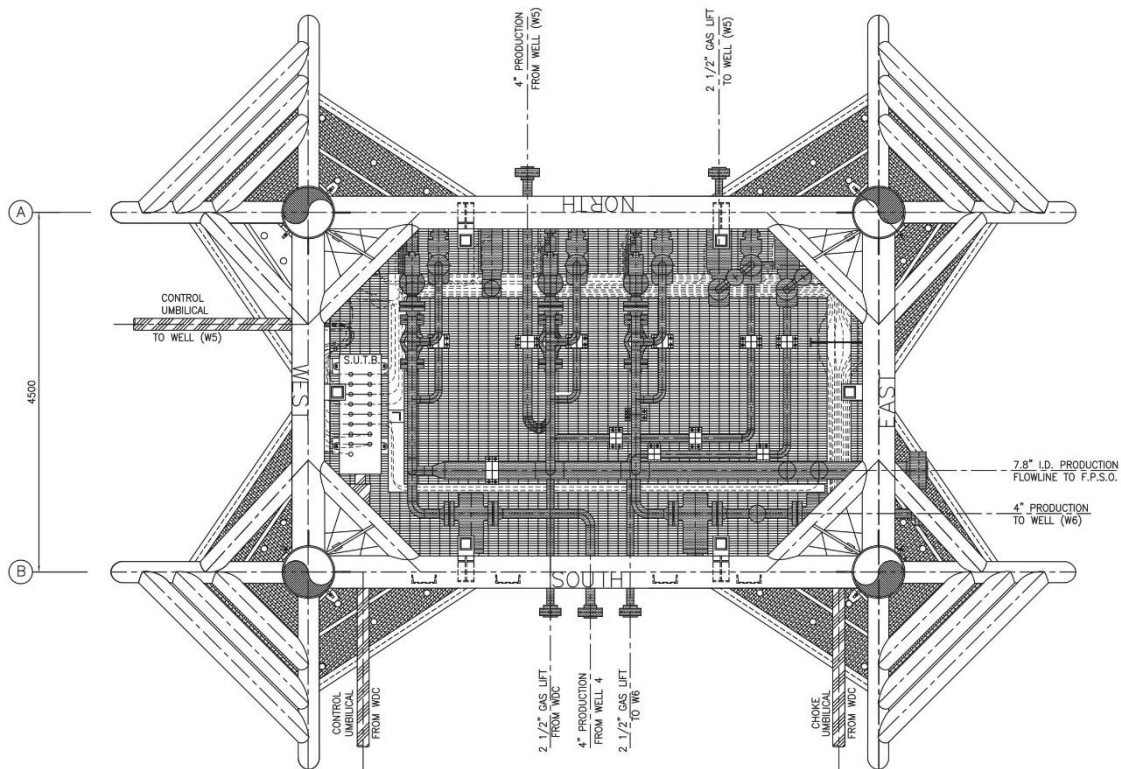 4" PRODUCTION
FROM WELL (W5)
2 1/2" GAS LIFT
TO WELL (W5)
A
NORTH
CONTROL
UMBILICAL
TO WELL (W5)
S.U.T.B.
WEST
EAST
4500
7.8" I.D. PRODUCTION
FLOWLINE TO F.P.S.O.
4" PRODUCTION
TO WELL (W6)
B
SOUTH
CONTROL
UMBILICAL
FROM WDC
2 1/2" GAS LIFT
FROM WDC
4" PRODUCTION
FROM WELL 4
2 1/2" GAS LIFT
TO W6
CHOKE
UMBILICAL
FROM WDC